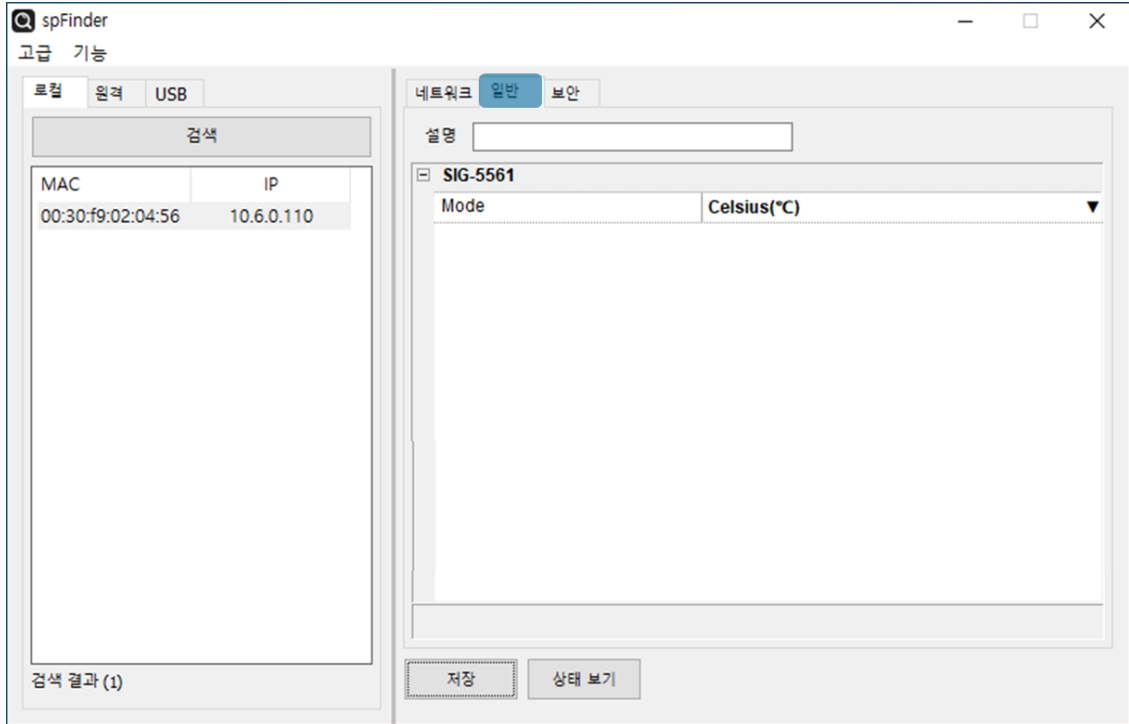 spFinder
고급 기능
로컬 원격 USB
검색
MAC IP
00:30:f9:02:04:56 10.6.0.110
검색 결과 (1)
네트워크 일반 보안
설명
SIG-5561
Mode Celsius(℃)
저장 상태 보기